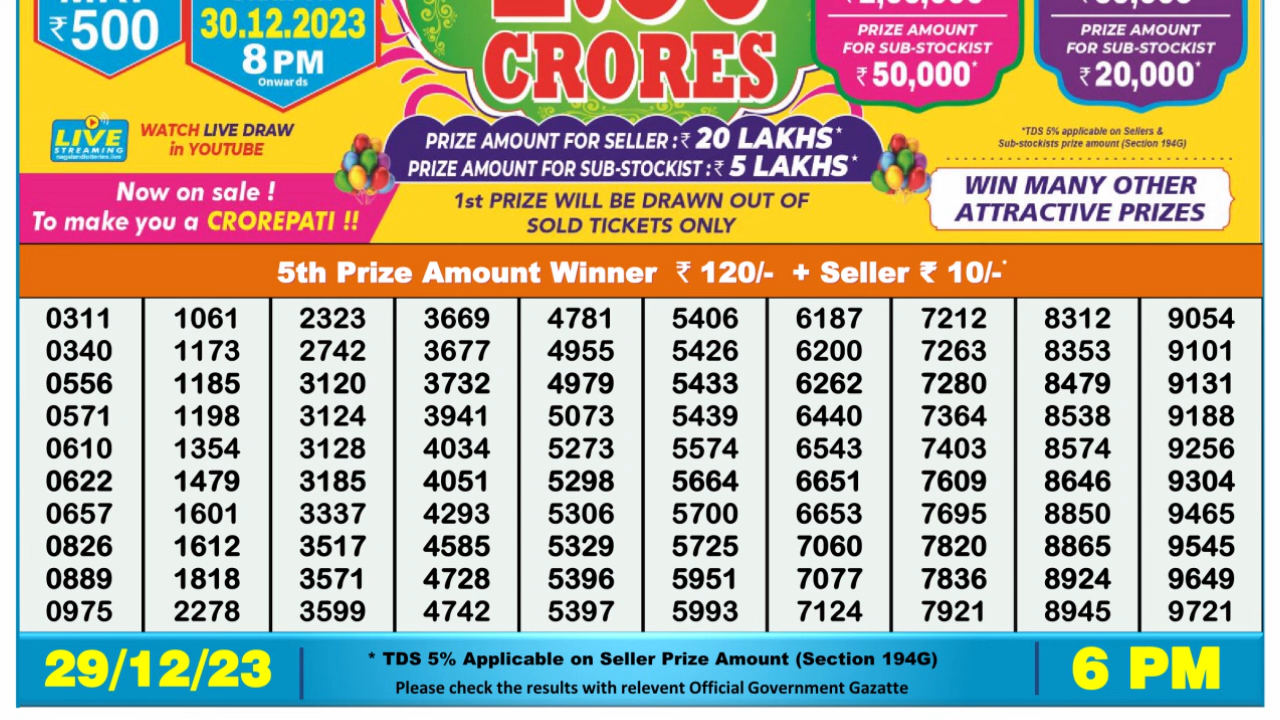 ₹500
30.12.2023
8 PM
Onwards
CRORES
PRIZE AMOUNT
FOR SUB-STOCKIST
₹ 50,000*
PRIZE AMOUNT
FOR SUB-STOCKIST
₹ 20,000*
LIVE
STREAMING
nagalandlotteries.live
WATCH LIVE DRAW
in YOUTUBE
PRIZE AMOUNT FOR SELLER : ₹ 20 LAKHS*
PRIZE AMOUNT FOR SUB-STOCKIST : ₹ 5 LAKHS*
*TDS 5% applicable on Sellers &
Sub-stockists prize amount (Section 194G)
Now on sale !
To make you a CROREPATI !!
1st PRIZE WILL BE DRAWN OUT OF
SOLD TICKETS ONLY
WIN MANY OTHER
ATTRACTIVE PRIZES
5th Prize Amount Winner ₹ 120/- + Seller ₹ 10/-*
0311 1061 2323 3669 4781 5406 6187 7212 8312 9054
0340 1173 2742 3677 4955 5426 6200 7263 8353 9101
0556 1185 3120 3732 4979 5433 6262 7280 8479 9131
0571 1198 3124 3941 5073 5439 6440 7364 8538 9188
0610 1354 3128 4034 5273 5574 6543 7403 8574 9256
0622 1479 3185 4051 5298 5664 6651 7609 8646 9304
0657 1601 3337 4293 5306 5700 6653 7695 8850 9465
0826 1612 3517 4585 5329 5725 7060 7820 8865 9545
0889 1818 3571 4728 5396 5951 7077 7836 8924 9649
0975 2278 3599 4742 5397 5993 7124 7921 8945 9721
29/12/23
* TDS 5% Applicable on Seller Prize Amount (Section 194G)
Please check the results with relevent Official Government Gazatte
6 PM